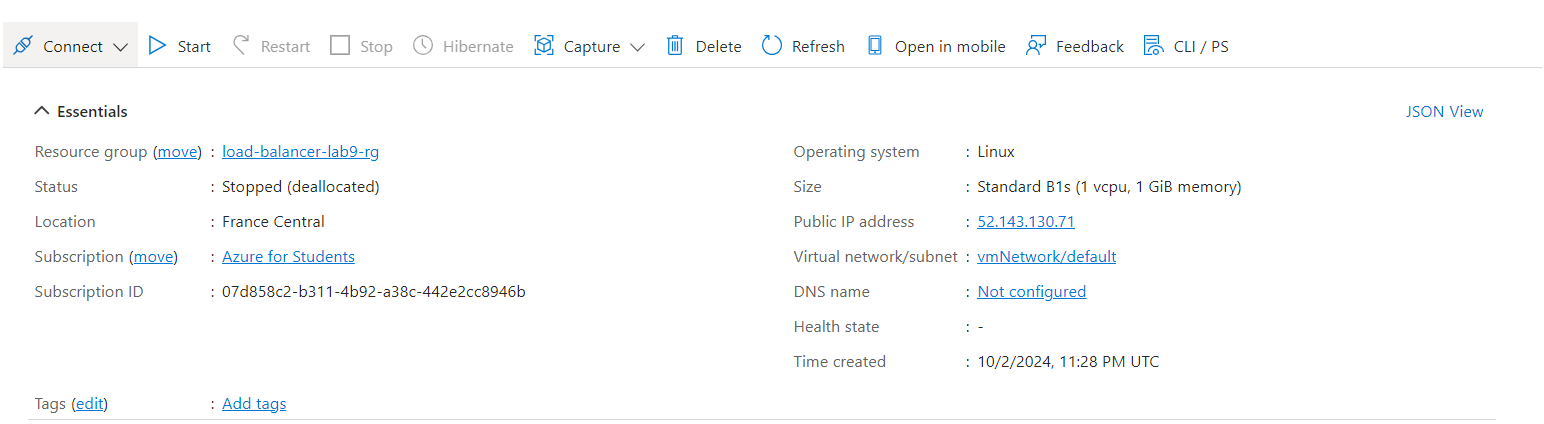 Connect Start Restart Stop Hibernate Capture Delete Refresh Open in mobile Feedback CLI / PS
Essentials JSON View
Resource group (move) : load-balancer-lab9-rg
Status : Stopped (deallocated)
Location : France Central
Subscription (move) : Azure for Students
Subscription ID : 07d858c2-b311-4b92-a38c-442e2cc8946b
Operating system : Linux
Size : Standard B1s (1 vcpu, 1 GiB memory)
Public IP address : 52.143.130.71
Virtual network/subnet : vmNetwork/default
DNS name : Not configured
Health state : -
Time created : 10/2/2024, 11:28 PM UTC
Tags (edit) : Add tags